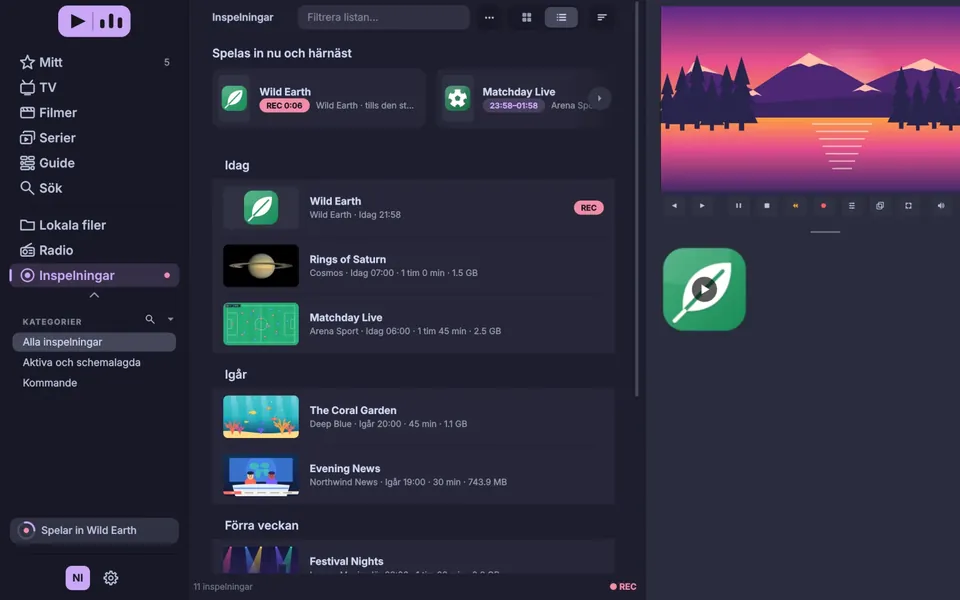 Mitt 5
TV
Filmer
Serier
Guide
Sök
Lokala filer
Radio
Inspelningar
KATEGORIER
Alla inspelningar
Aktiva och schemalagda
Kommande
Spelar in Wild Earth
NI
Inspelningar
Filtrera listan...
Spelas in nu och härnäst
Wild Earth
REC 0:06 Wild Earth · tills den st...
Matchday Live
23:58–01:58 Arena
Idag
Wild Earth
Wild Earth · Idag 21:58
REC
Rings of Saturn
Cosmos · Idag 07:00 · 1 tim 0 min · 1.5 GB
Matchday Live
Arena Sport · Idag 06:00 · 1 tim 45 min · 2.5 GB
Igår
The Coral Garden
Deep Blue · Igår 20:00 · 45 min · 1.1 GB
Evening News
Northwind News · Igår 19:00 · 30 min · 743.9 MB
Förra veckan
Festival Nights
11 inspelningar
REC